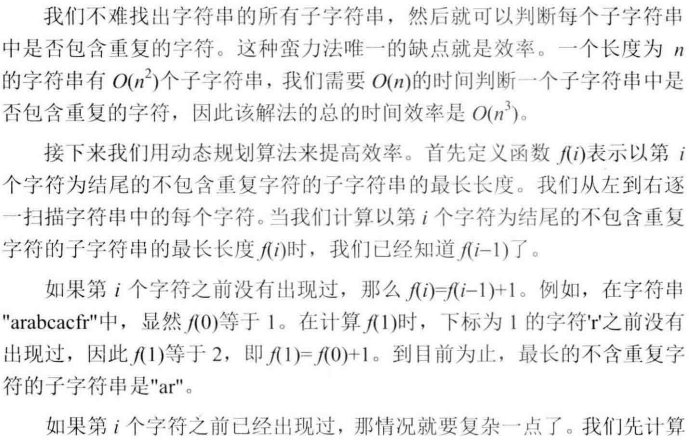 我们不难找出字符串的所有子字符串，然后就可以判断每个子字符串
中是否包含重复的字符。这种蛮力法唯一的缺点就是效率。一个长度为 n
的字符串有 O(n²)个子字符串，我们需要 O(n)的时间判断一个子字符串中是
否包含重复的字符，因此该解法的总的时间效率是 O(n³)。
接下来我们用动态规划算法来提高效率。首先定义函数 f(i)表示以第 i
个字符为结尾的不包含重复字符的子字符串的最长长度。我们从左到右逐
一扫描字符串中的每个字符。当我们计算以第 i 个字符为结尾的不包含重复
字符的子字符串的最长长度 f(i)时，我们已经知道 f(i−1)了。
如果第 i 个字符之前没有出现过，那么 f(i)=f(i−1)+1。例如，在字符串
"arabcacfr"中，显然 f(0)等于 1。在计算 f(1)时，下标为 1 的字符'r'之前没有
出现过，因此 f(1)等于 2，即 f(1)= f(0)+1。到目前为止，最长的不含重复字
符的子字符串是"ar"。
如果第 i 个字符之前已经出现过，那情况就要复杂一点了。我们先计算